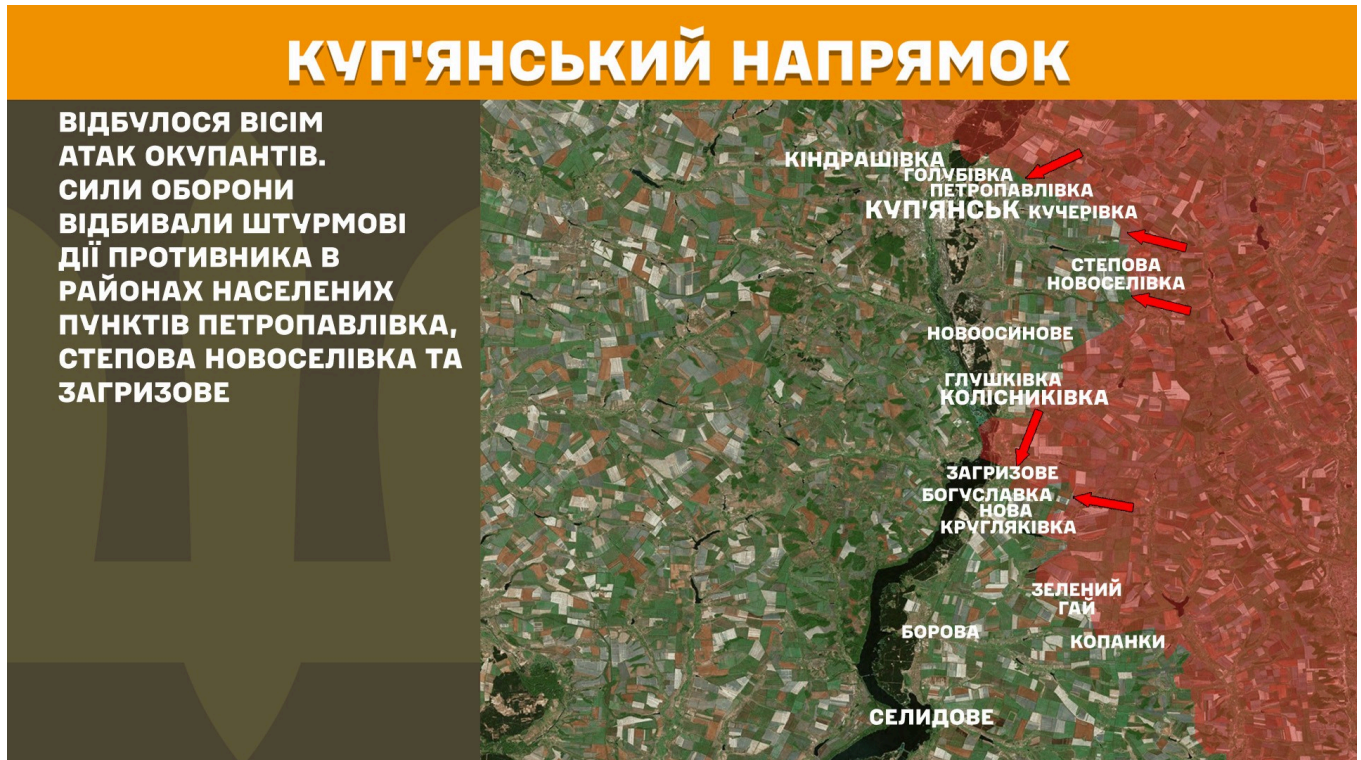 КУП'ЯНСЬКИЙ НАПРЯМОК
ВІДБУЛОСЯ ВІСІМ
АТАК ОКУПАНТІВ.
СИЛИ ОБОРОНИ
ВІДБИВАЛИ ШТУРМОВІ
ДІЇ ПРОТИВНИКА В
РАЙОНАХ НАСЕЛЕНИХ
ПУНКТІВ ПЕТРОПАВЛІВКА,
СТЕПОВА НОВОСЕЛІВКА ТА
ЗАГРИЗОВЕ
КІНДРАШІВКА
ГОЛУБІВКА
ПЕТРОПАВЛІВКА
КУП'ЯНСЬК КУЧЕРІВКА
СТЕПОВА
НОВОСЕЛІВКА
НОВООСИНОВЕ
ГЛУШКІВКА
КОЛІСНИКІВКА
ЗАГРИЗОВЕ
БОГУСЛАВКА
НОВА
КРУГЛЯКІВКА
ЗЕЛЕНИЙ
ГАЙ
БОРОВА
КОПАНКИ
СЕЛИДОВЕ